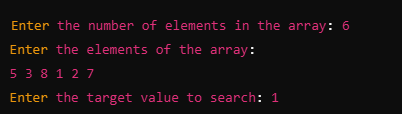 Enter the number of elements in the array: 6
Enter the elements of the array:
5 3 8 1 2 7
Enter the target value to search: 1